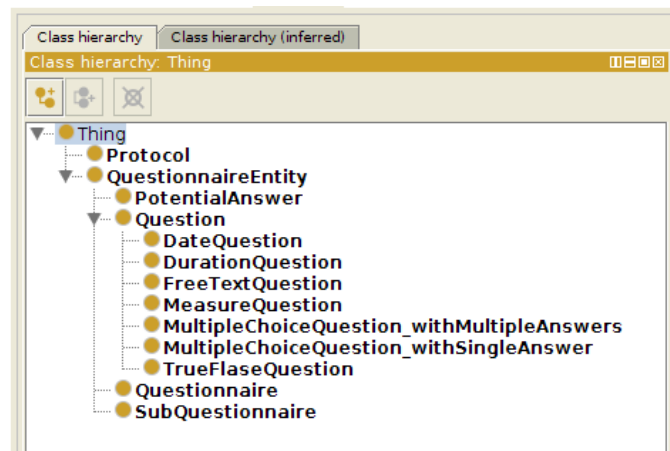 Class hierarchy Class hierarchy (inferred)
Class hierarchy: Thing
Thing
Protocol
QuestionnaireEntity
PotentialAnswer
Question
DateQuestion
DurationQuestion
FreeTextQuestion
MeasureQuestion
MultipleChoiceQuestion_withMultipleAnswers
MultipleChoiceQuestion_withSingleAnswer
TrueFlaseQuestion
Questionnaire
SubQuestionnaire